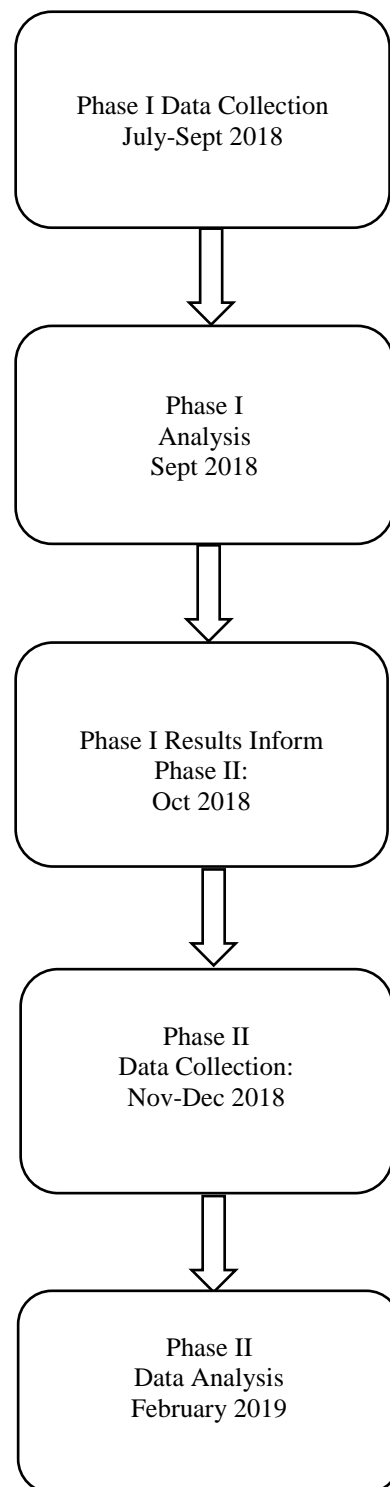 Phase I Data Collection
July-Sept 2018
Phase I
Analysis
Sept 2018
Phase I Results Inform
Phase II:
Oct 2018
Phase II
Data Collection:
Nov-Dec 2018
Phase II
Data Analysis
February 2019